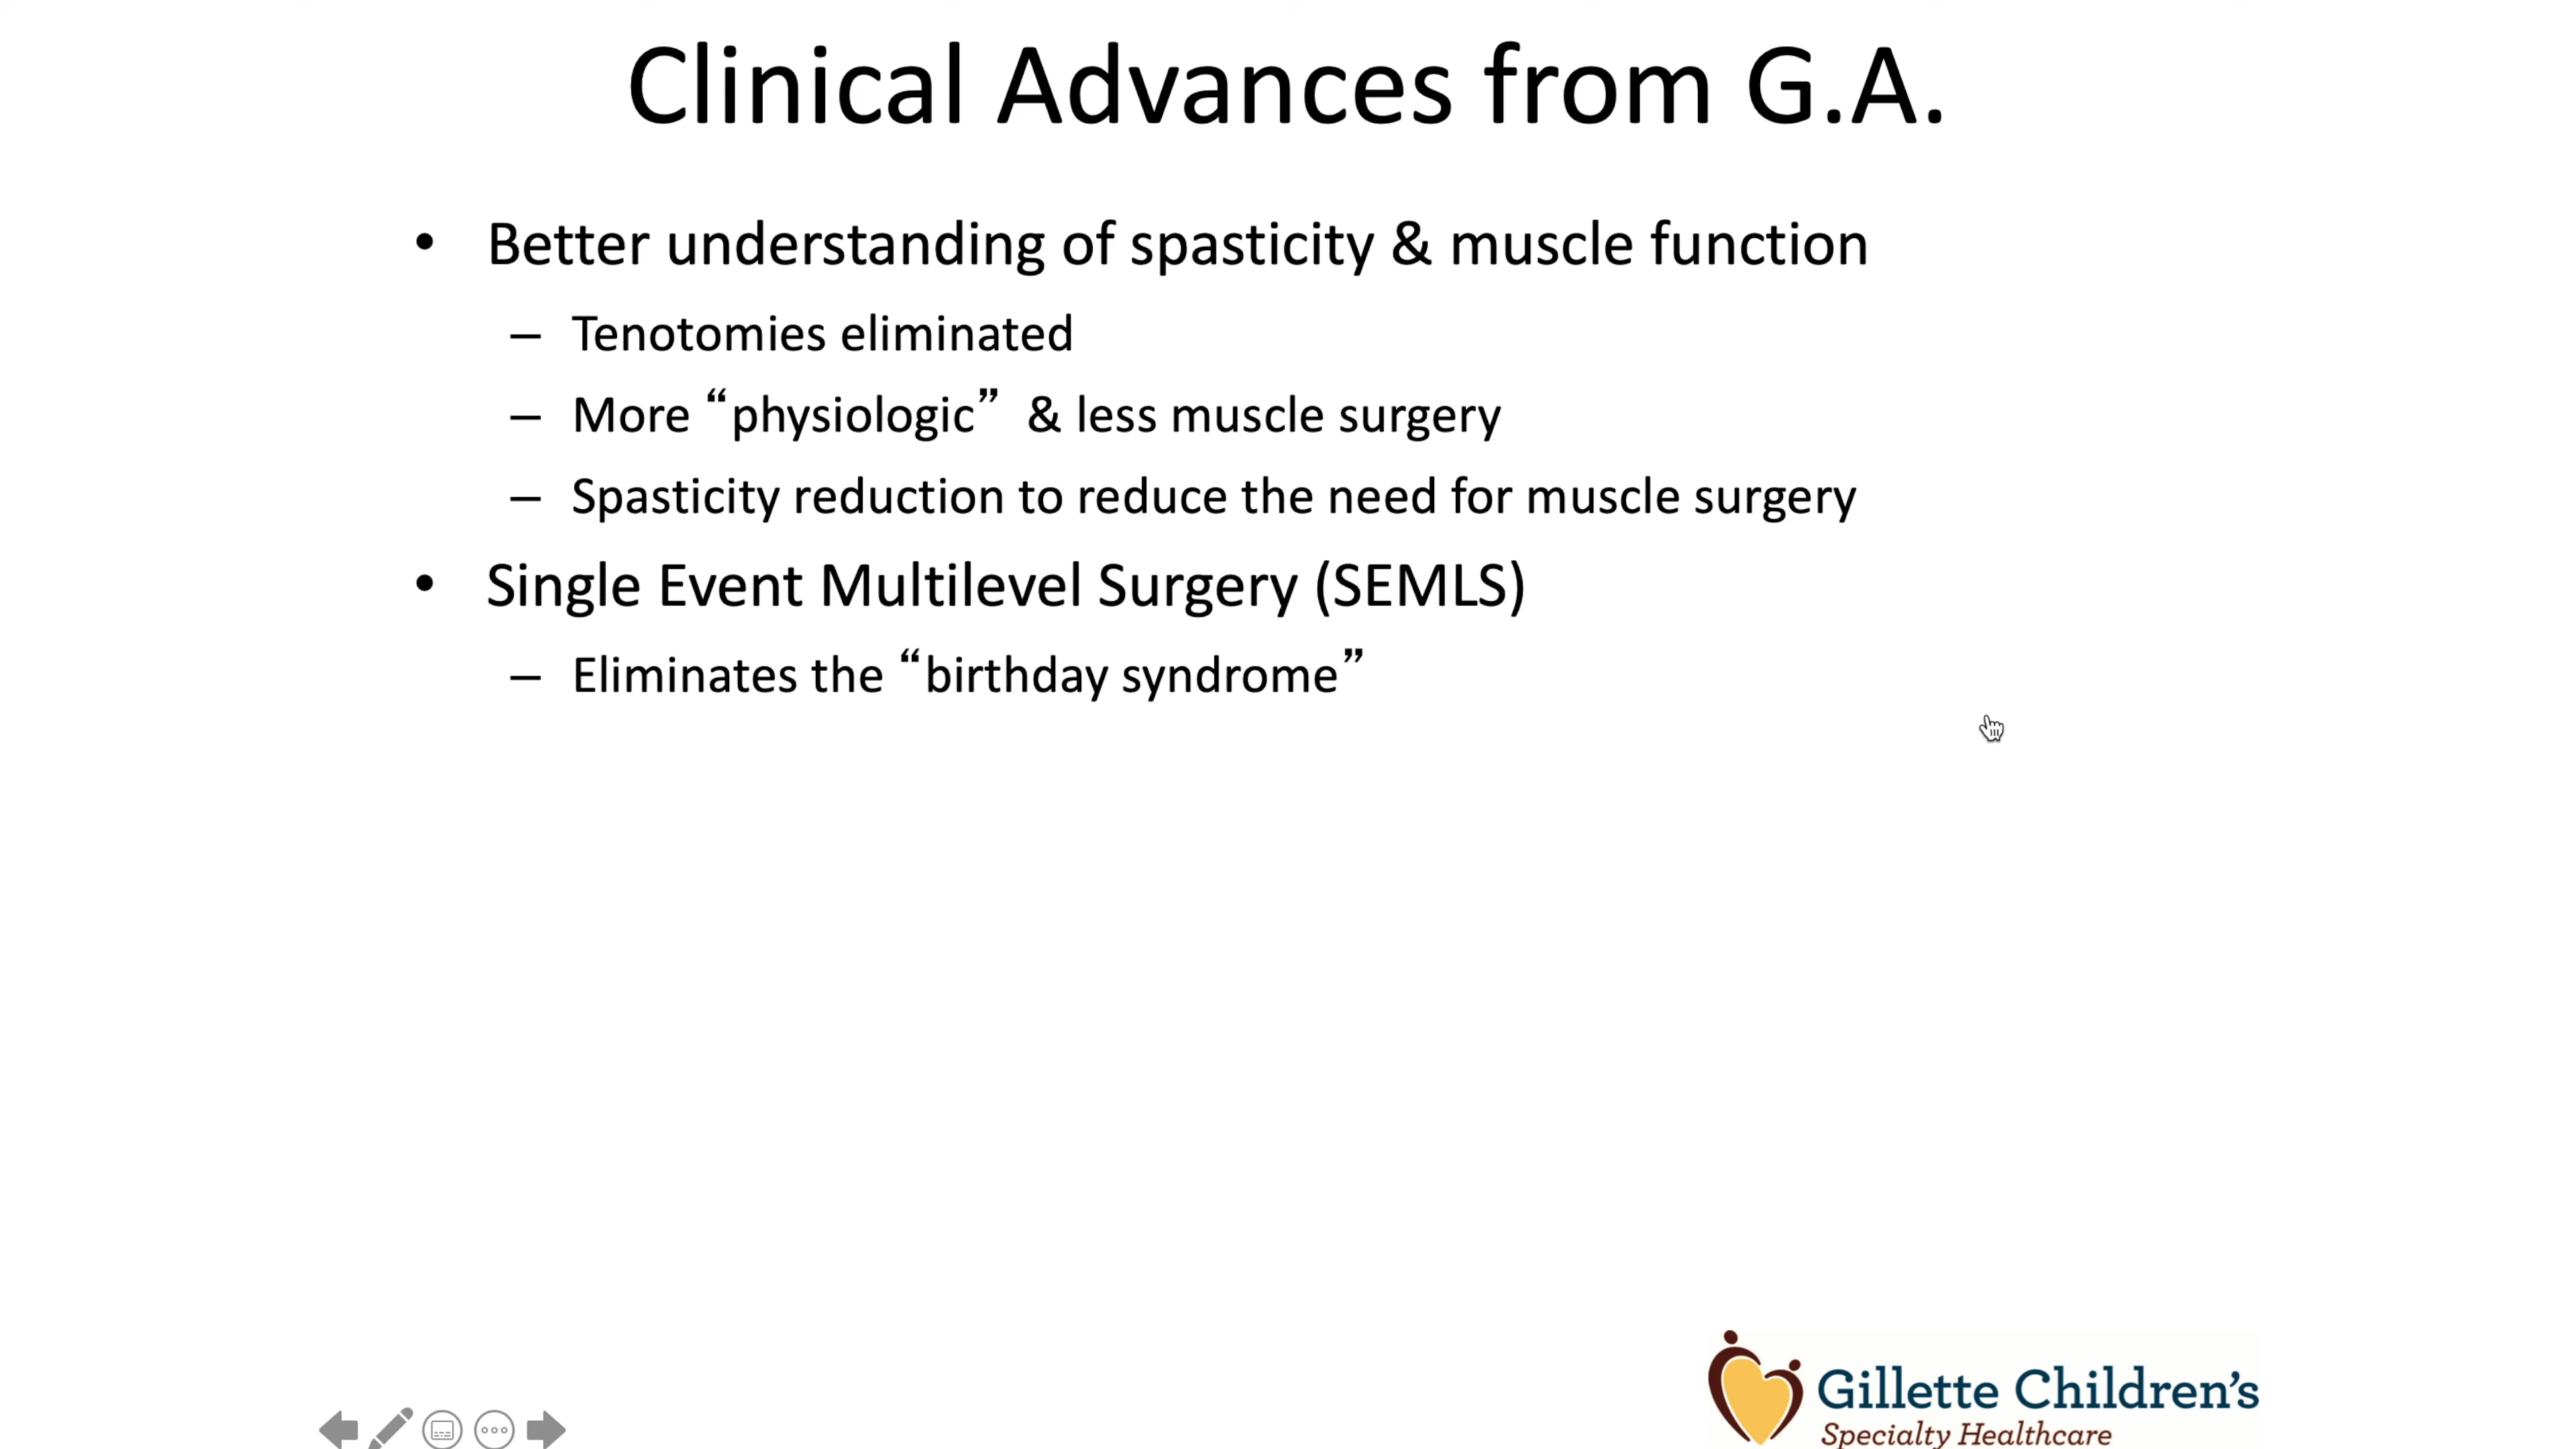 Clinical Advances from G.A.
• Better understanding of spasticity & muscle function
– Tenotomies eliminated
– More “physiologic” & less muscle surgery
– Spasticity reduction to reduce the need for muscle surgery
• Single Event Multilevel Surgery (SEMLS)
– Eliminates the “birthday syndrome”
Gillette Children’s
Specialty Healthcare